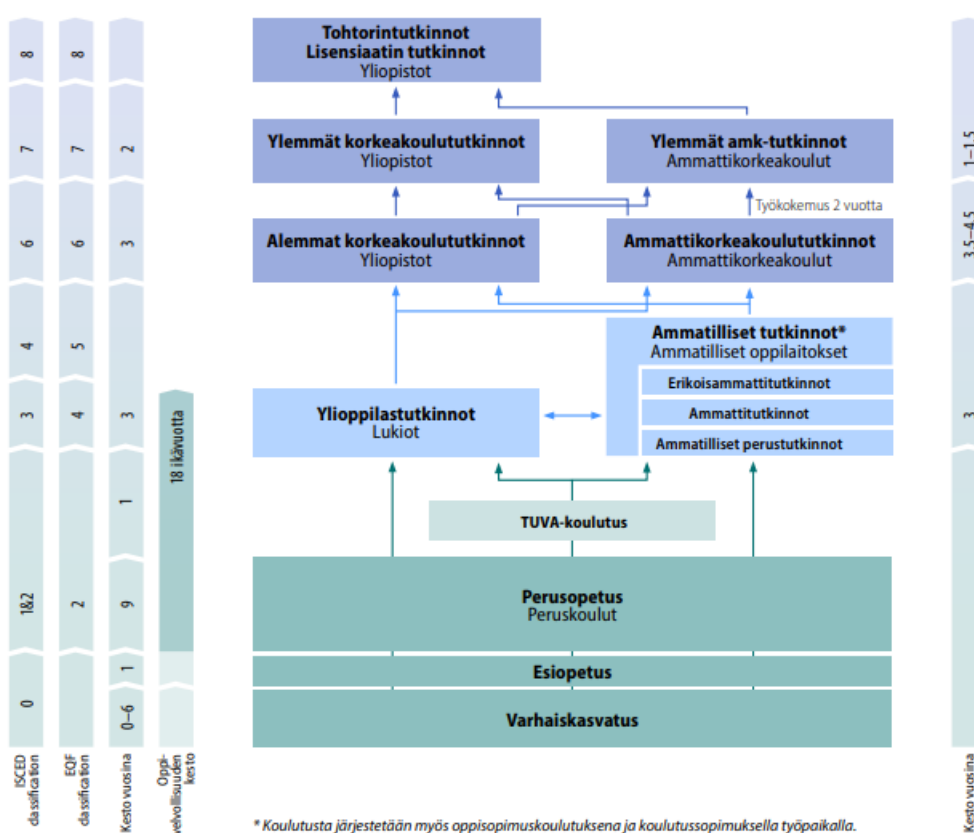 Tohtorintutkinnot
Lisensiaatin tutkinnot
Yliopistot
Ylemmät korkeakoulututkinnot
Yliopistot
Ylemmät amk-tutkinnot
Ammattikorkeakoulut
Työkokemus 2 vuotta
Alemmat korkeakoulututkinnot
Yliopistot
Ammattikorkeakoulututkinnot
Ammattikorkeakoulut
Ammatilliset tutkinnot*
Ammatilliset oppilaitokset
Erikoisammattitutkinnot
Ammattitutkinnot
Ammatilliset perustutkinnot
Ylioppilastutkinnot
Lukiot
TUVA-koulutus
Perusopetus
Peruskoulut
Esiopetus
Varhaiskasvatus
8
7
6
4
3
1&2
0
ISCED
classification
8
7
6
5
4
2
EQF
classification
2
3
3
1
9
1
0–6
Kesto vuosina
18 ikävuotta
Oppi-
velvollisuuden
kesto
1–1.5
3.5–4.5
3
Kesto vuosina
* Koulutusta järjestetään myös oppisopimuskoulutuksena ja koulutussopimuksella työpaikalla.